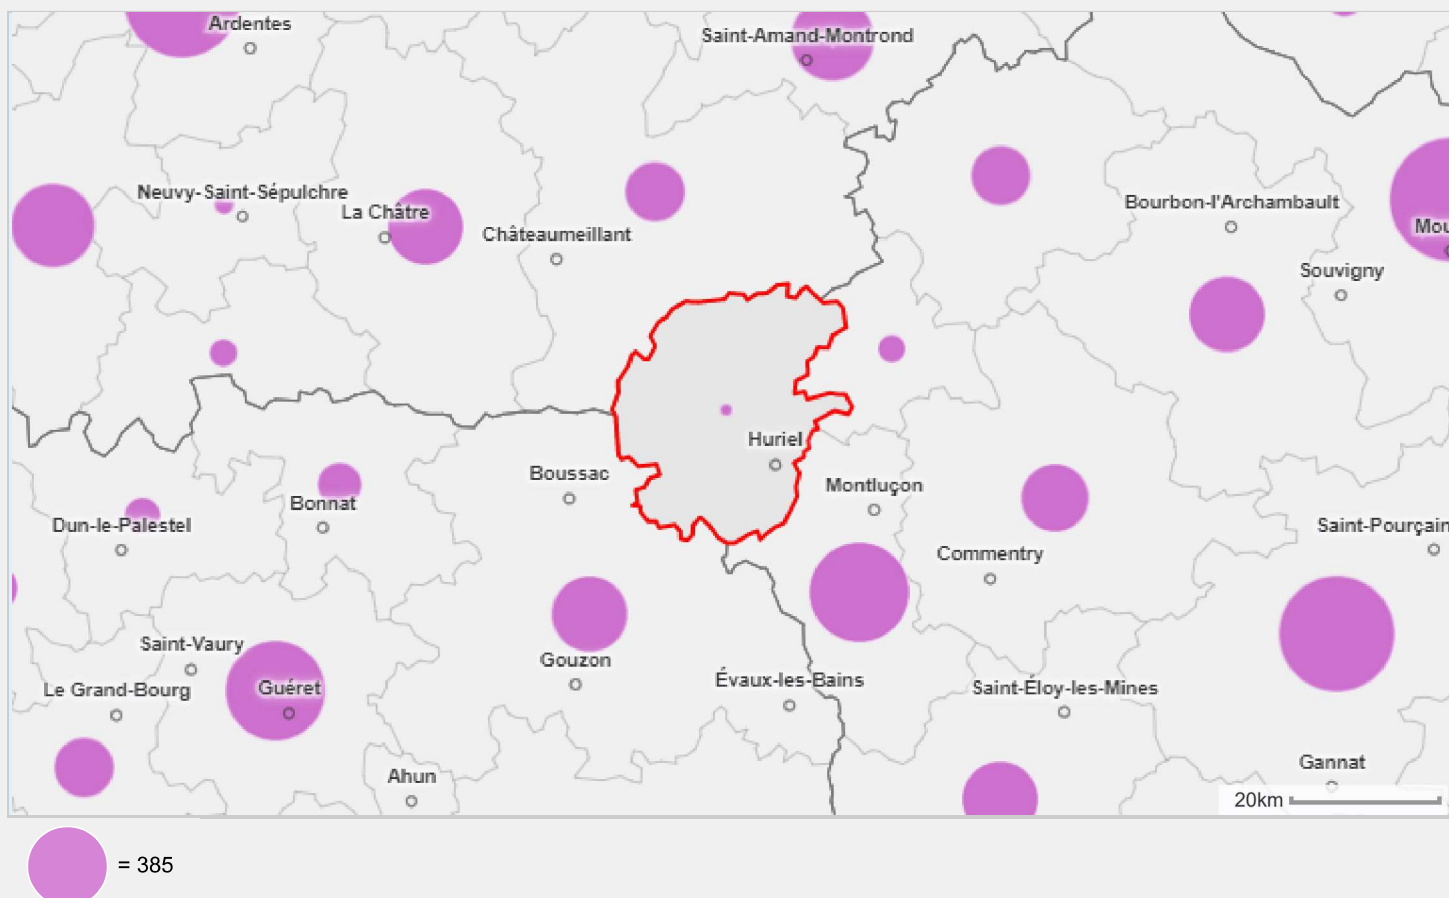 Ardentes
Saint-Amand-Montrond
Neuvy-Saint-Sépulchre
La Châtre
Châteaumeillant
Bourbon-l'Archambault
Mou
Souvigny
Huriel
Boussac
Montluçon
Bonnat
Dun-le-Palestel
Saint-Pourçain
Commentry
Saint-Vaury
Gouzon
Évaux-les-Bains
Le Grand-Bourg
Guéret
Saint-Éloy-les-Mines
Ahun
Gannat
20km
= 385